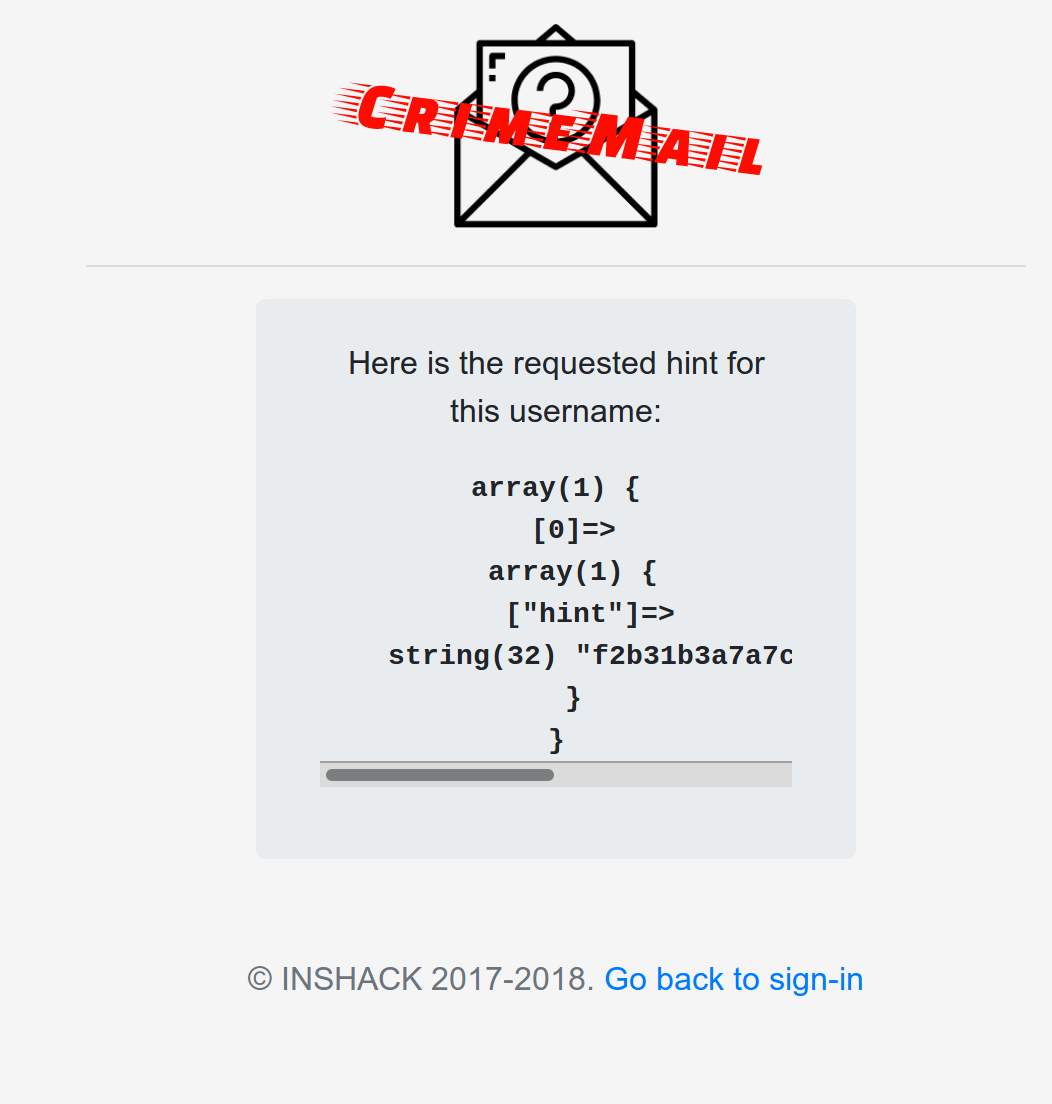 CrimeMail
Here is the requested hint for
this username:
array(1) {
[0]=>
array(1) {
["hint"]=>
string(32) "f2b31b3a7a7c
}
}
© INSHACK 2017-2018. Go back to sign-in